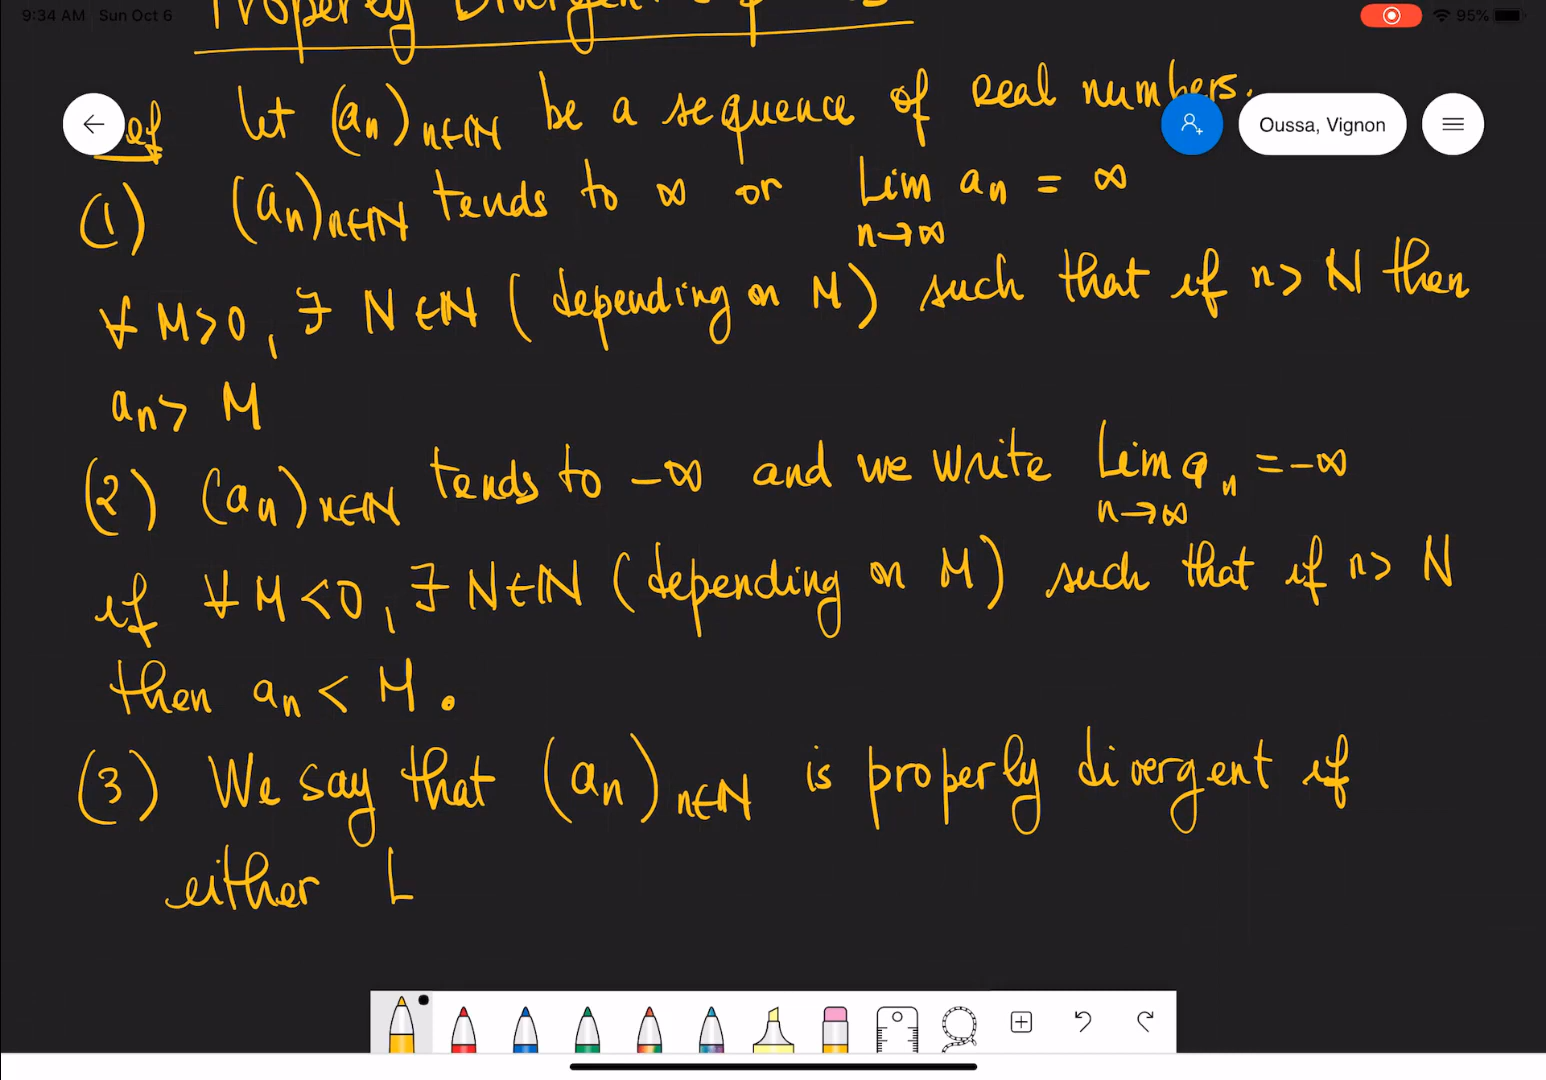 9:34 AM Sun Oct 6
95%
Properly Divergent
ef let (aₙ)ₙ∈ℕ be a sequence of real numbers.
Oussa, Vignon
(1) (aₙ)ₙ∈ℕ tends to ∞ or Lim aₙ = ∞
n→∞
∀ M>0, ∃ N∈ℕ (depending on M) such that if n> N then
aₙ> M
(2) (aₙ)ₙ∈ℕ tends to -∞ and we write Lim aₙ = -∞
n→∞
if ∀ M<0, ∃ N∈ℕ (depending on M) such that if n> N
then aₙ < M.
(3) We say that (aₙ)ₙ∈ℕ is properly divergent if
either L